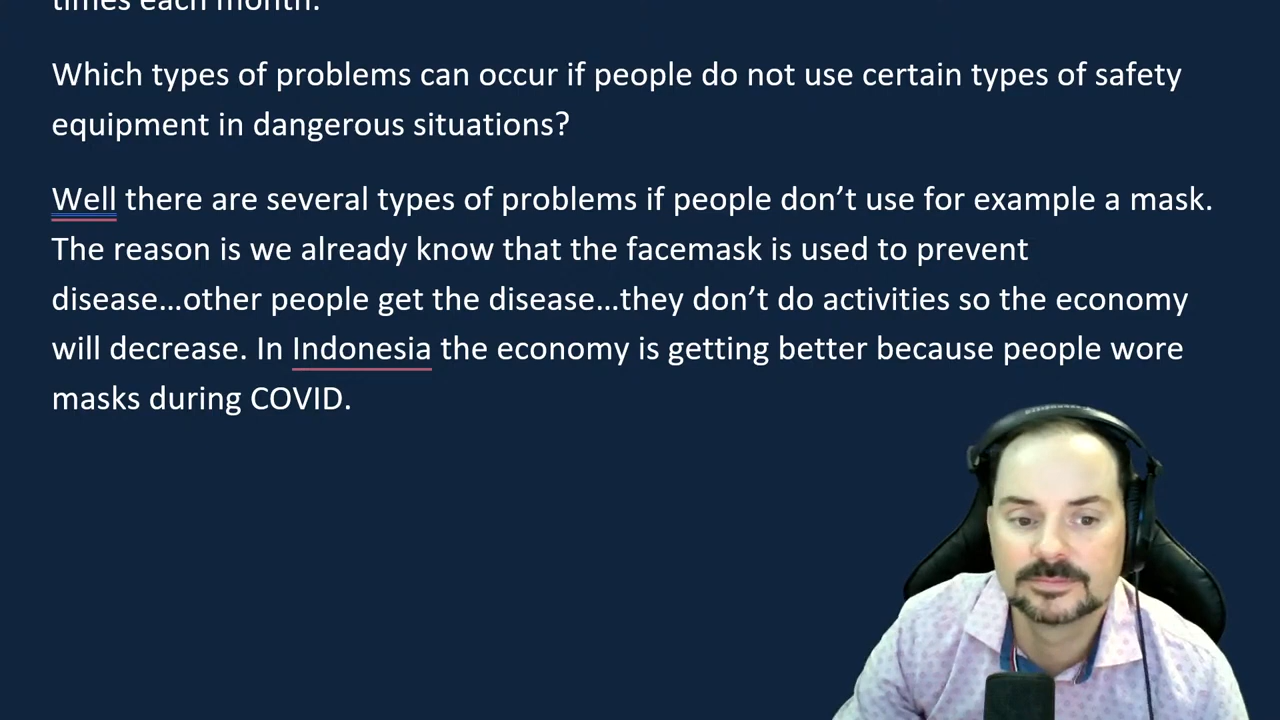 times each month.
Which types of problems can occur if people do not use certain types of safety
equipment in dangerous situations?
Well there are several types of problems if people don’t use for example a mask.
The reason is we already know that the facemask is used to prevent
disease…other people get the disease…they don’t do activities so the economy
will decrease. In Indonesia the economy is getting better because people wore
masks during COVID.